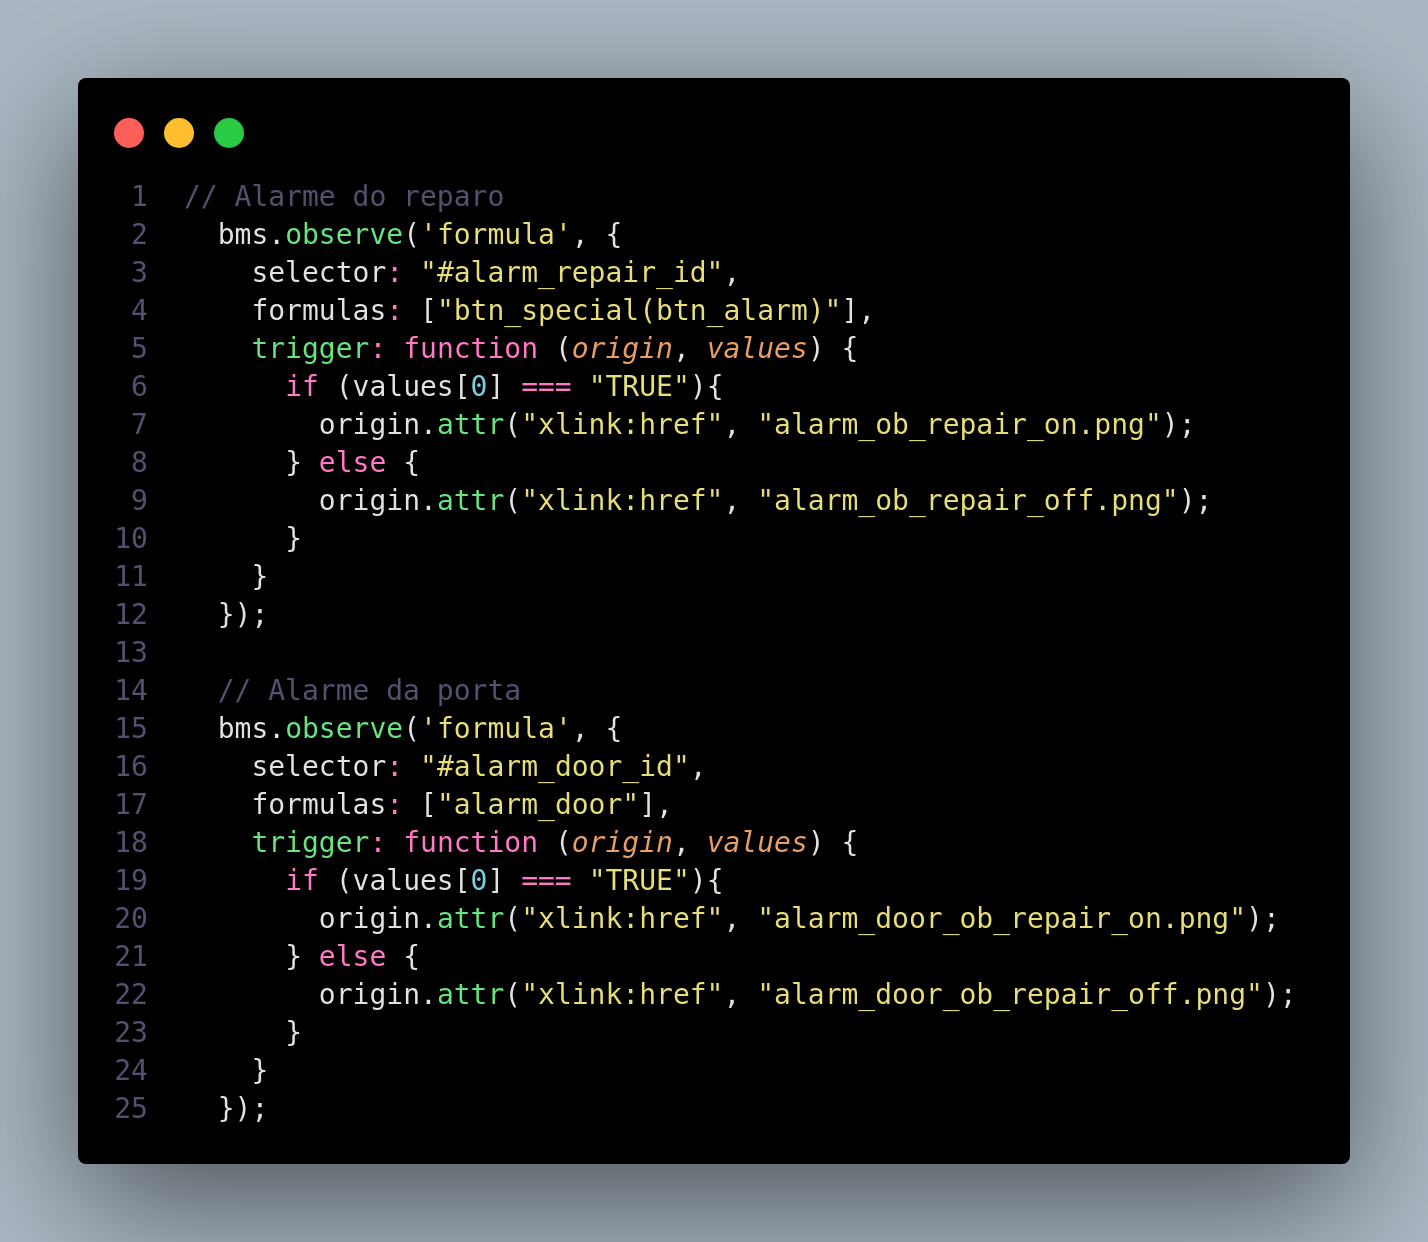 1 // Alarme do reparo
2   bms.observe('formula', {
3     selector: "#alarm_repair_id",
4     formulas: ["btn_special(btn_alarm)"],
5     trigger: function (origin, values) {
6       if (values[0] === "TRUE"){
7         origin.attr("xlink:href", "alarm_ob_repair_on.png");
8       } else {
9         origin.attr("xlink:href", "alarm_ob_repair_off.png");
10       }
11     }
12   });
13
14   // Alarme da porta
15   bms.observe('formula', {
16     selector: "#alarm_door_id",
17     formulas: ["alarm_door"],
18     trigger: function (origin, values) {
19       if (values[0] === "TRUE"){
20         origin.attr("xlink:href", "alarm_door_ob_repair_on.png");
21       } else {
22         origin.attr("xlink:href", "alarm_door_ob_repair_off.png");
23       }
24     }
25   });